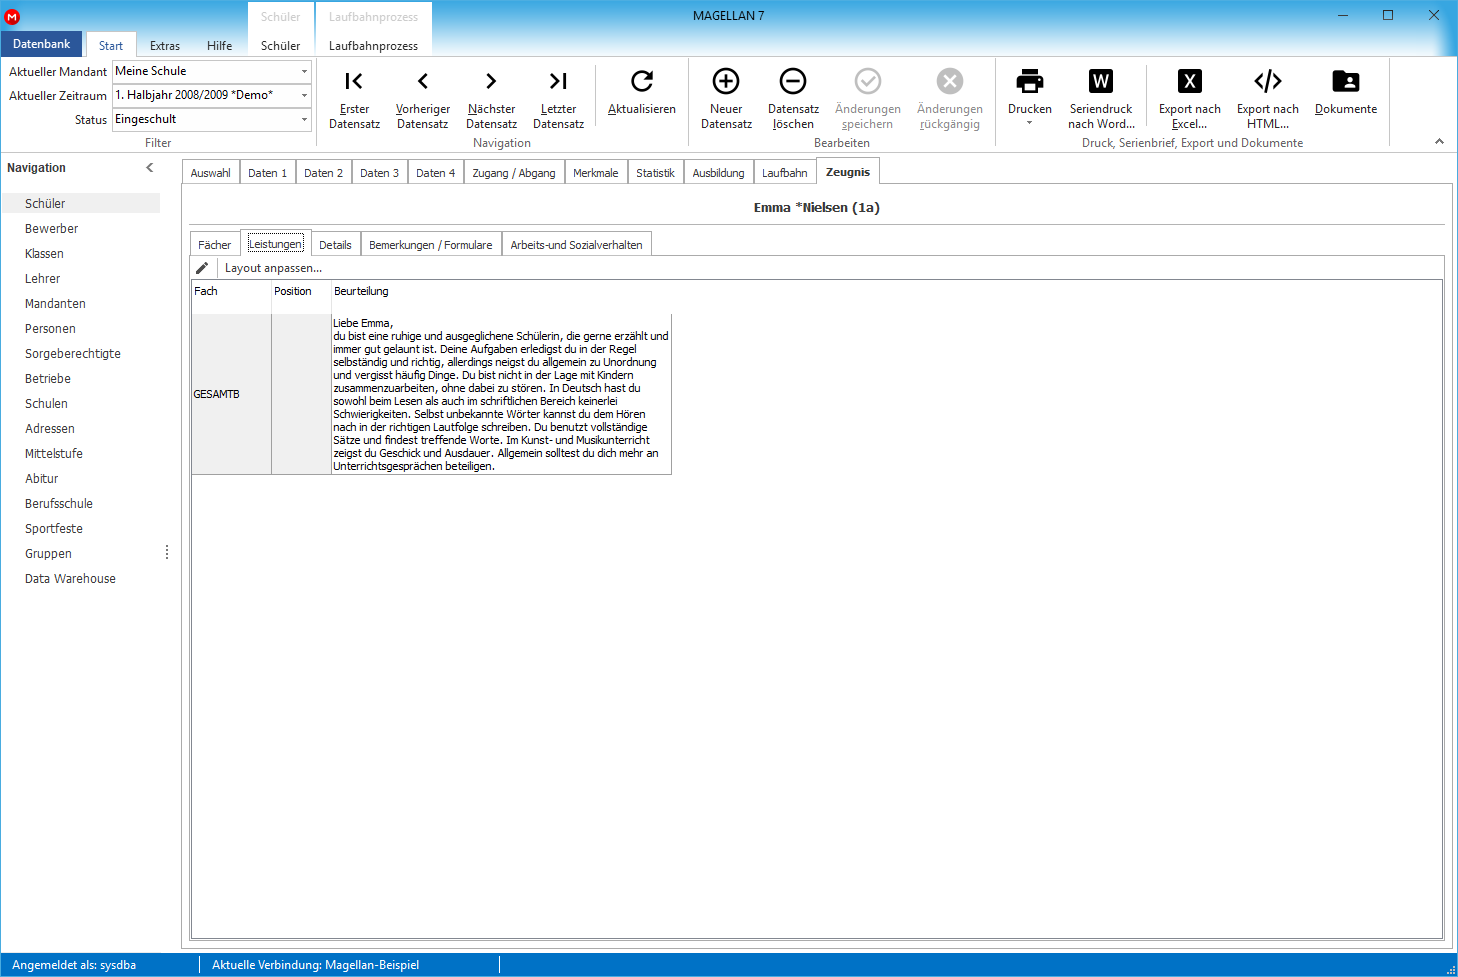 MAGELLAN 7
Schüler
Laufbahnprozess
Datenbank
Start
Extras
Hilfe
Schüler
Laufbahnprozess
Aktueller Mandant
Meine Schule
Aktueller Zeitraum
1. Halbjahr 2008/2009 *Demo*
Status
Eingeschult
Filter
Erster
Datensatz
Vorheriger
Datensatz
Nächster
Datensatz
Letzter
Datensatz
Aktualisieren
Navigation
Neuer
Datensatz
Datensatz
löschen
Änderungen
speichern
Änderungen
rückgängig
Bearbeiten
Drucken
Seriendruck
nach Word...
Export nach
Excel...
Export nach
HTML...
Dokumente
Druck, Serienbrief, Export und Dokumente
Navigation
Schüler
Bewerber
Klassen
Lehrer
Mandanten
Personen
Sorgeberechtigte
Betriebe
Schulen
Adressen
Mittelstufe
Abitur
Berufsschule
Sportfeste
Gruppen
Data Warehouse
Auswahl
Daten 1
Daten 2
Daten 3
Daten 4
Zugang / Abgang
Merkmale
Statistik
Ausbildung
Laufbahn
Zeugnis
Emma *Nielsen (1a)
Fächer
Leistungen
Details
Bemerkungen / Formulare
Arbeits-und Sozialverhalten
Layout anpassen...
Fach
Position
Beurteilung
GESAMTB
Liebe Emma,
du bist eine ruhige und ausgeglichene Schülerin, die gerne erzählt und
immer gut gelaunt ist. Deine Aufgaben erledigst du in der Regel
selbständig und richtig, allerdings neigst du allgemein zu Unordnung
und vergisst häufig Dinge. Du bist nicht in der Lage mit Kindern
zusammenzuarbeiten, ohne dabei zu stören. In Deutsch hast du
sowohl beim Lesen als auch im schriftlichen Bereich keinerlei
Schwierigkeiten. Selbst unbekannte Wörter kannst du dem Hören
nach in der richtigen Lautfolge schreiben. Du benutzt vollständige
Sätze und findest treffende Worte. Im Kunst- und Musikunterricht
zeigst du Geschick und Ausdauer. Allgemein solltest du dich mehr an
Unterrichtsgesprächen beteiligen.
Angemeldet als: sysdba
Aktuelle Verbindung: Magellan-Beispiel